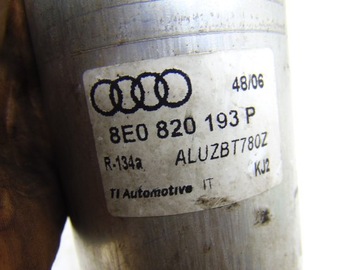 48/06
8E0 820 193 P
R-134a ALUZBT780Z
TI Automotive IT KJ2